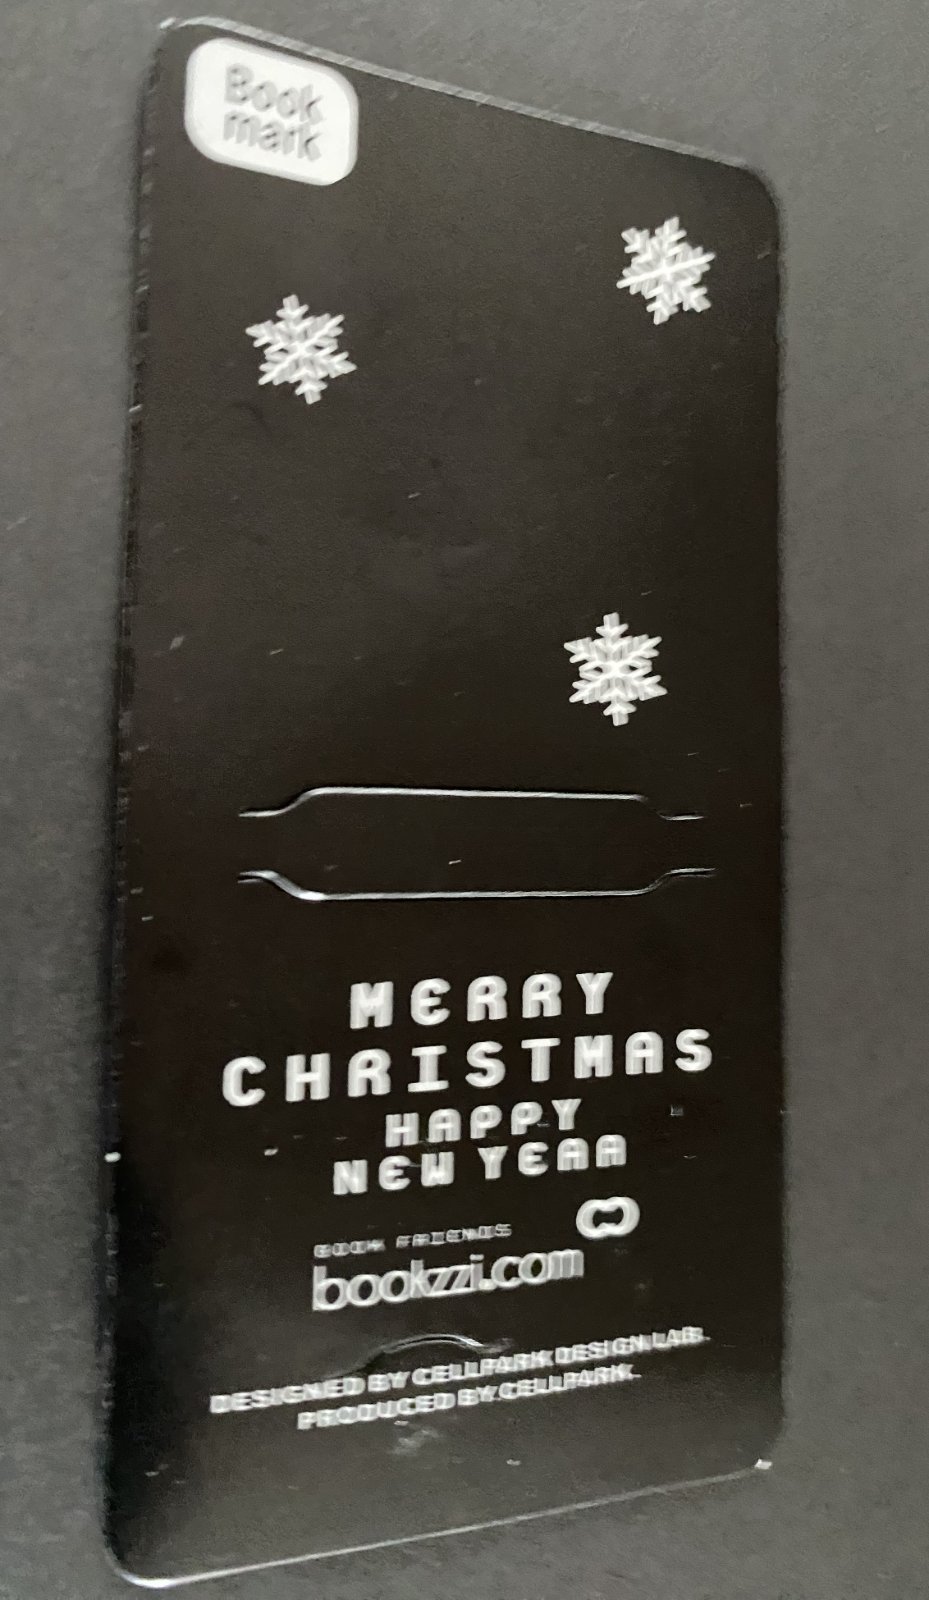 Book
mark
MERRY
CHRISTMAS
HAPPY
NEW YEAR
BOOK FRIENDS
bookzzi.com
DESIGNED BY CELLPARK DESIGN LAB.
PRODUCED BY CELLPARK.